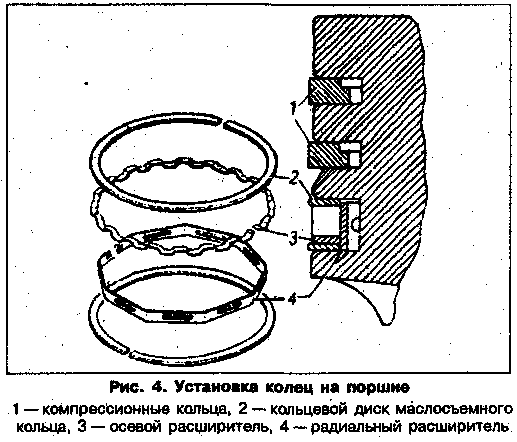 1
2
3
4
Рис. 4. Установка колец на поршне
1 — компрессионные кольца, 2 — кольцевой диск маслосъемного
кольца, 3 — осевой расширитель, 4 — радиальный расширитель